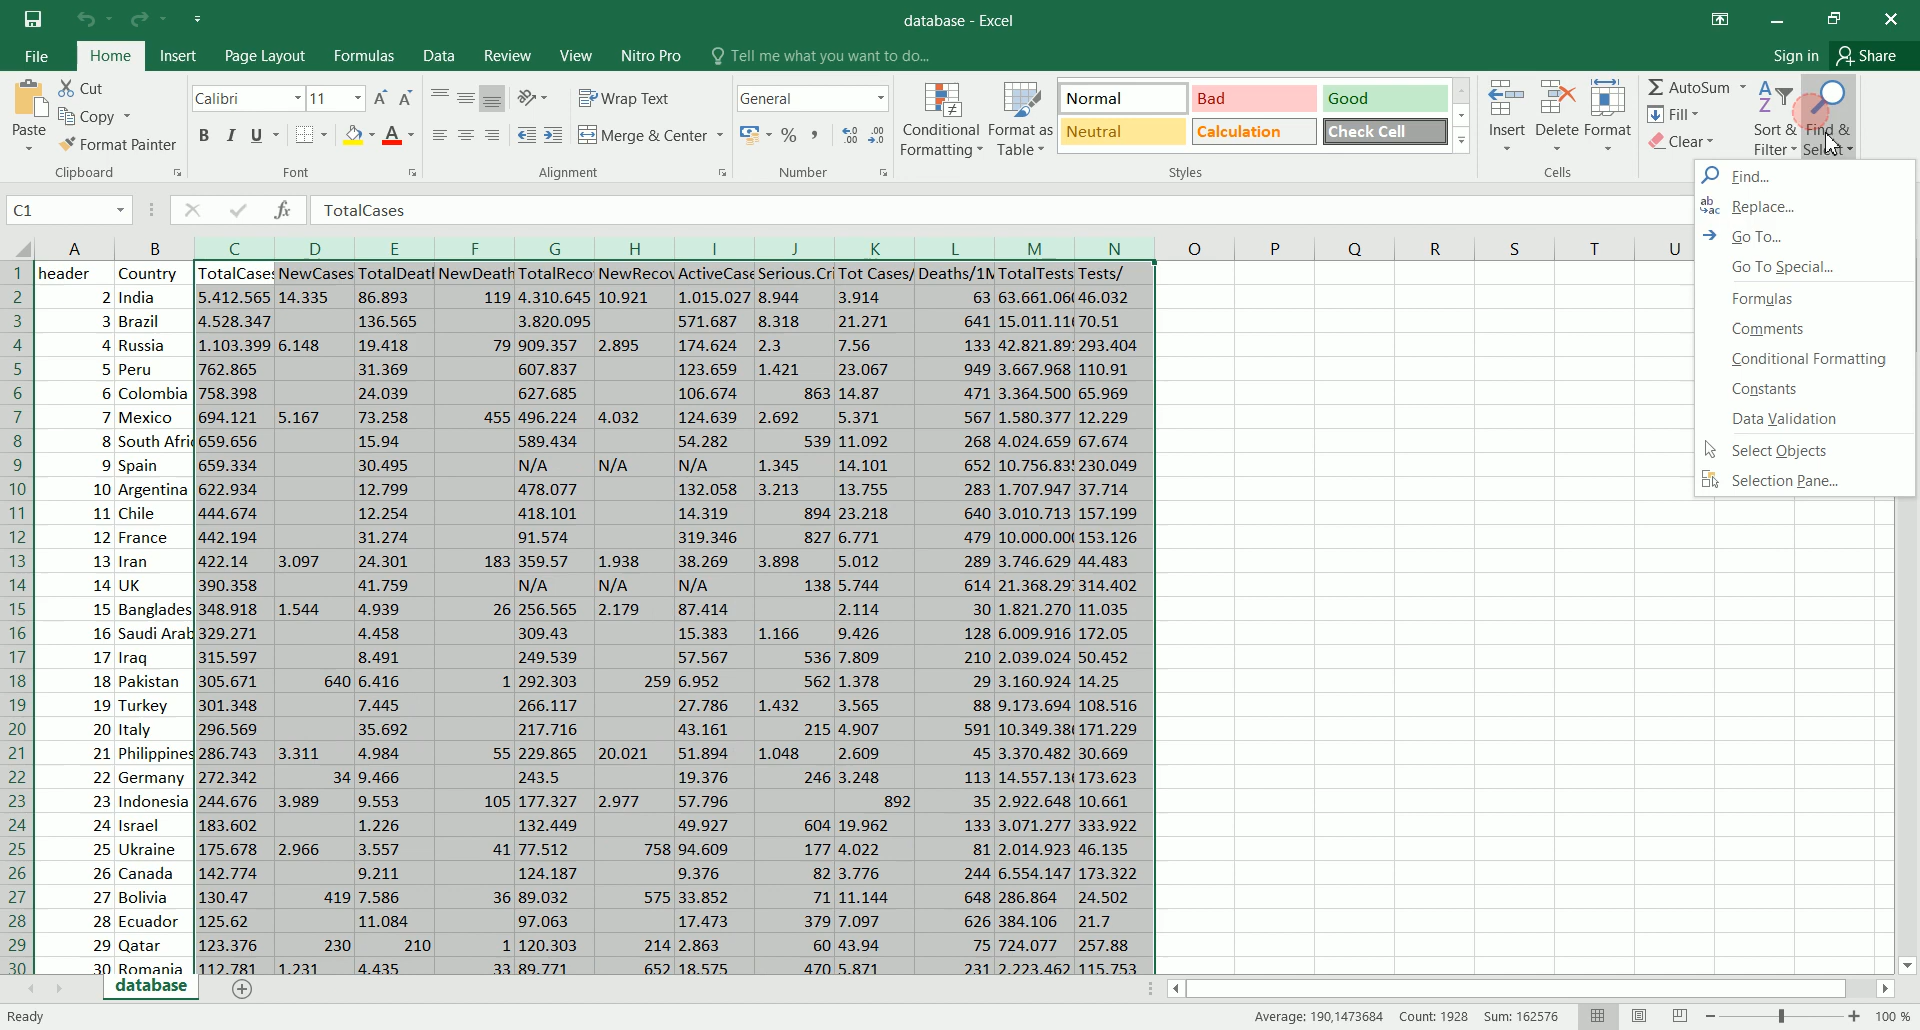 database - Excel
File Home Insert Page Layout Formulas Data Review View Nitro Pro Tell me what you want to do... Sign in Share
Paste Cut Copy Format Painter Clipboard
Calibri 11 B I U A Font
Wrap Text Merge & Center Alignment
General % , Number
Conditional Formatting Format as Table
Normal Bad Good
Neutral Calculation Check Cell
Styles
Insert Delete Format Cells
AutoSum Fill Clear
Sort & Filter Find & Select
C1 fx TotalCases
Find...
Replace...
Go To...
Go To Special...
Formulas
Comments
Conditional Formatting
Constants
Data Validation
Select Objects
Selection Pane...
A B C D E F G H I J K L M N O P Q R S T U
1 header Country TotalCases NewCases TotalDeat NewDeath TotalReco NewRecov ActiveCase Serious.Cri Tot Cases/ Deaths/1M TotalTests Tests/
2 2 India 5.412.565 14.335 86.893 119 4.310.645 10.921 1.015.027 8.944 3.914 63 63.661.06 46.032
3 3 Brazil 4.528.347 136.565 3.820.095 571.687 8.318 21.271 641 15.011.11 70.51
4 4 Russia 1.103.399 6.148 19.418 79 909.357 2.895 174.624 2.3 7.56 133 42.821.89 293.404
5 5 Peru 762.865 31.369 607.837 123.659 1.421 23.067 949 3.667.968 110.91
6 6 Colombia 758.398 24.039 627.685 106.674 863 14.87 471 3.364.500 65.969
7 7 Mexico 694.121 5.167 73.258 455 496.224 4.032 124.639 2.692 5.371 567 1.580.377 12.229
8 8 South Afri 659.656 15.94 589.434 54.282 539 11.092 268 4.024.659 67.674
9 9 Spain 659.334 30.495 N/A N/A N/A 1.345 14.101 652 10.756.83 230.049
10 10 Argentina 622.934 12.799 478.077 132.058 3.213 13.755 283 1.707.947 37.714
11 11 Chile 444.674 12.254 418.101 14.319 894 23.218 640 3.010.713 157.199
12 12 France 442.194 31.274 91.574 319.346 827 6.771 479 10.000.00 153.126
13 13 Iran 422.14 3.097 24.301 183 359.57 1.938 38.269 3.898 5.012 289 3.746.629 44.483
14 14 UK 390.358 41.759 N/A N/A N/A 138 5.744 614 21.368.29 314.402
15 15 Banglades 348.918 1.544 4.939 26 256.565 2.179 87.414 2.114 30 1.821.270 11.035
16 16 Saudi Arab 329.271 4.458 309.43 15.383 1.166 9.426 128 6.009.916 172.05
17 17 Iraq 315.597 8.491 249.539 57.567 536 7.809 210 2.039.024 50.452
18 18 Pakistan 305.671 640 6.416 1 292.303 259 6.952 562 1.378 29 3.160.924 14.25
19 19 Turkey 301.348 7.445 266.117 27.786 1.432 3.565 88 9.173.694 108.516
20 20 Italy 296.569 35.692 217.716 43.161 215 4.907 591 10.349.38 171.229
21 21 Philippines 286.743 3.311 4.984 55 229.865 20.021 51.894 1.048 2.609 45 3.370.482 30.669
22 22 Germany 272.342 34 9.466 243.5 19.376 246 3.248 113 14.557.13 173.623
23 23 Indonesia 244.676 3.989 9.553 105 177.327 2.977 57.796 892 35 2.922.648 10.661
24 24 Israel 183.602 1.226 132.449 49.927 604 19.962 133 3.071.277 333.922
25 25 Ukraine 175.678 2.966 3.557 41 77.512 758 94.609 177 4.022 81 2.014.923 46.135
26 26 Canada 142.774 9.211 124.187 9.376 82 3.776 244 6.554.147 173.322
27 27 Bolivia 130.47 419 7.586 36 89.032 575 33.852 71 11.144 648 286.864 24.502
28 28 Ecuador 125.62 11.084 97.063 17.473 379 7.097 626 384.106 21.7
29 29 Qatar 123.376 230 210 1 120.303 214 2.863 60 43.94 75 724.077 257.88
30 30 Romania 112.781 1.231 4.435 33 89.771 652 18.575 470 5.871 231 2.223.462 115.753
database
Ready Average: 190,1473684 Count: 1928 Sum: 162576 100 %